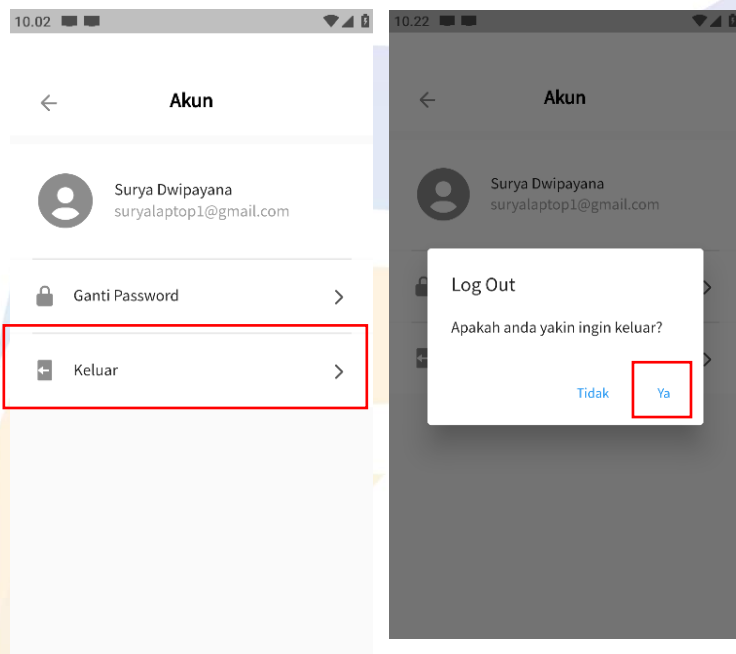 10.02
Akun
Surya Dwipayana
suryalaptop1@gmail.com
Ganti Password
Keluar
10.22
Akun
Surya Dwipayana
suryalaptop1@gmail.com
Log Out
Apakah anda yakin ingin keluar?
Tidak Ya